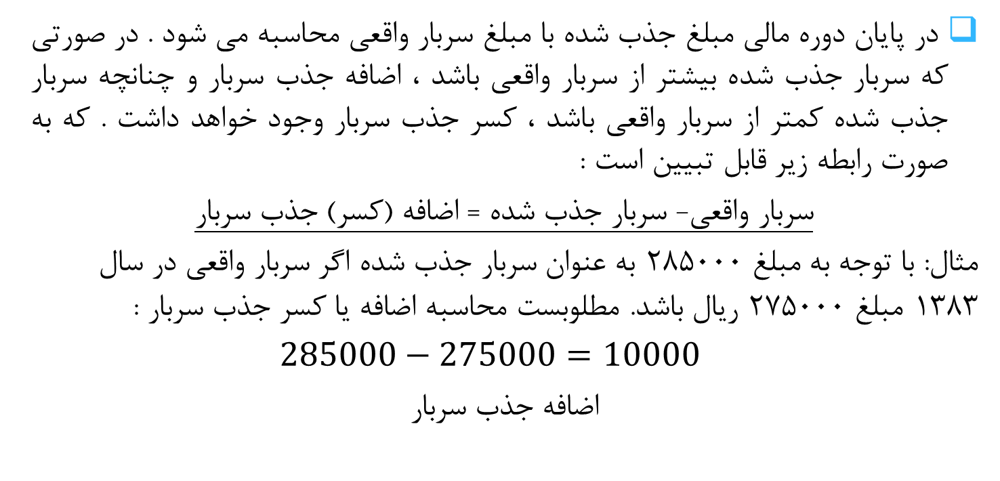 در پایان دوره مالی مبلغ جذب شده با مبلغ سربار واقعی محاسبه می شود . در صورتی
که سربار جذب شده بیشتر از سربار واقعی باشد ، اضافه جذب سربار و چنانچه سربار
جذب شده کمتر از سربار واقعی باشد ، کسر جذب سربار وجود خواهد داشت . که به
صورت رابطه زیر قابل تبیین است :
سربار واقعی– سربار جذب شده = اضافه (کسر) جذب سربار
مثال: با توجه به مبلغ ۲۸۵۰۰۰ به عنوان سربار جذب شده اگر سربار واقعی در سال
۱۳۸۳ مبلغ ۲۷۵۰۰۰ ریال باشد. مطلوبست محاسبه اضافه یا کسر جذب سربار :
285000 − 275000 = 10000
اضافه جذب سربار